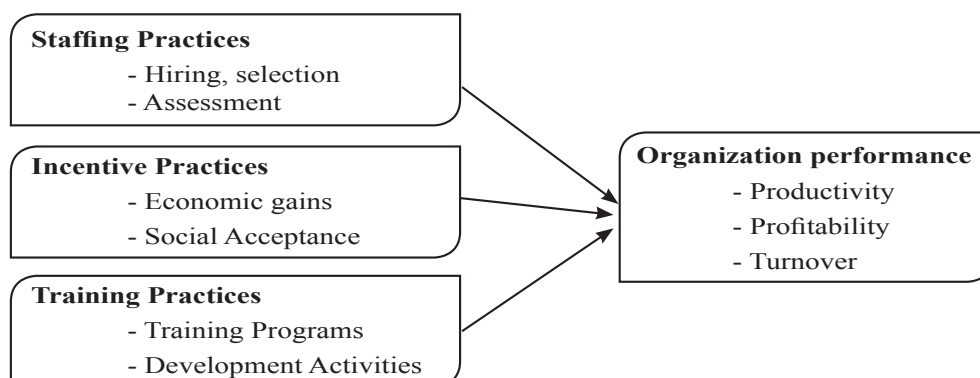 Staffing Practices
- Hiring, selection
- Assessment
Incentive Practices
- Economic gains
- Social Acceptance
Training Practices
- Training Programs
- Development Activities
Organization performance
- Productivity
- Profitability
- Turnover